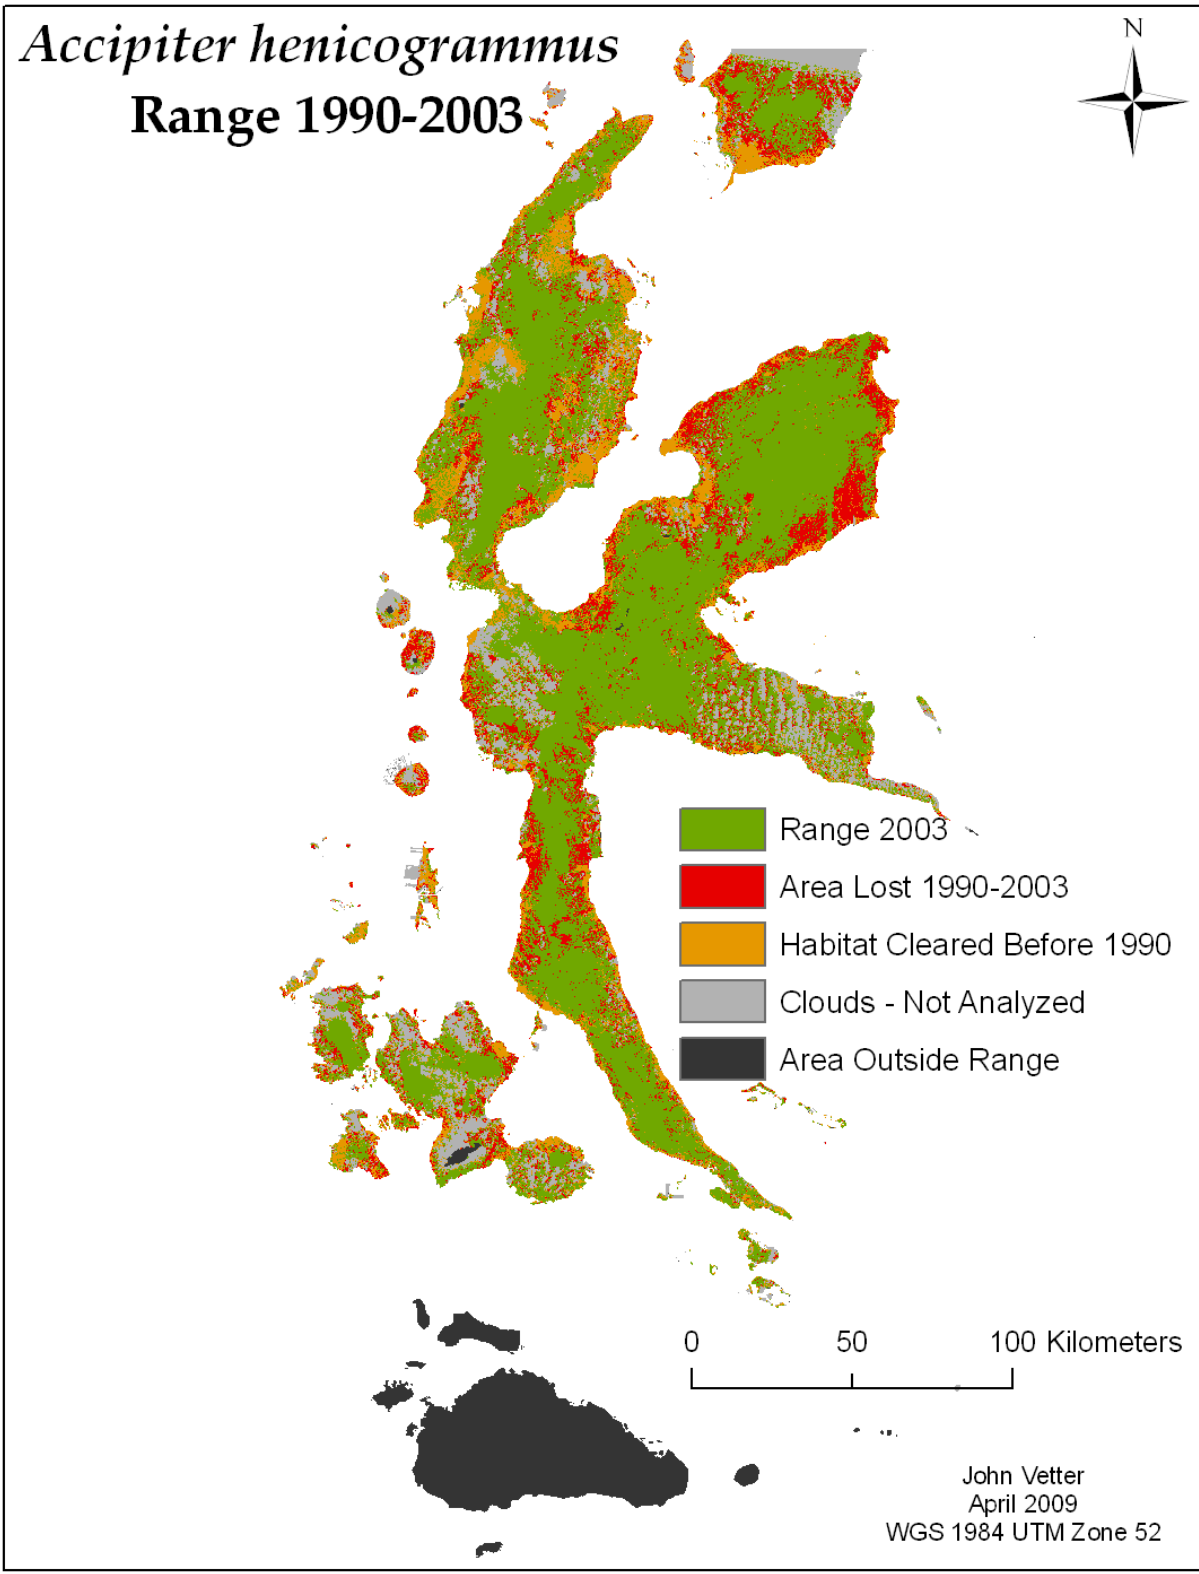 Accipiter henicogrammus
Range 1990-2003
N
Range 2003
Area Lost 1990-2003
Habitat Cleared Before 1990
Clouds - Not Analyzed
Area Outside Range
0 50 100 Kilometers
John Vetter
April 2009
WGS 1984 UTM Zone 52